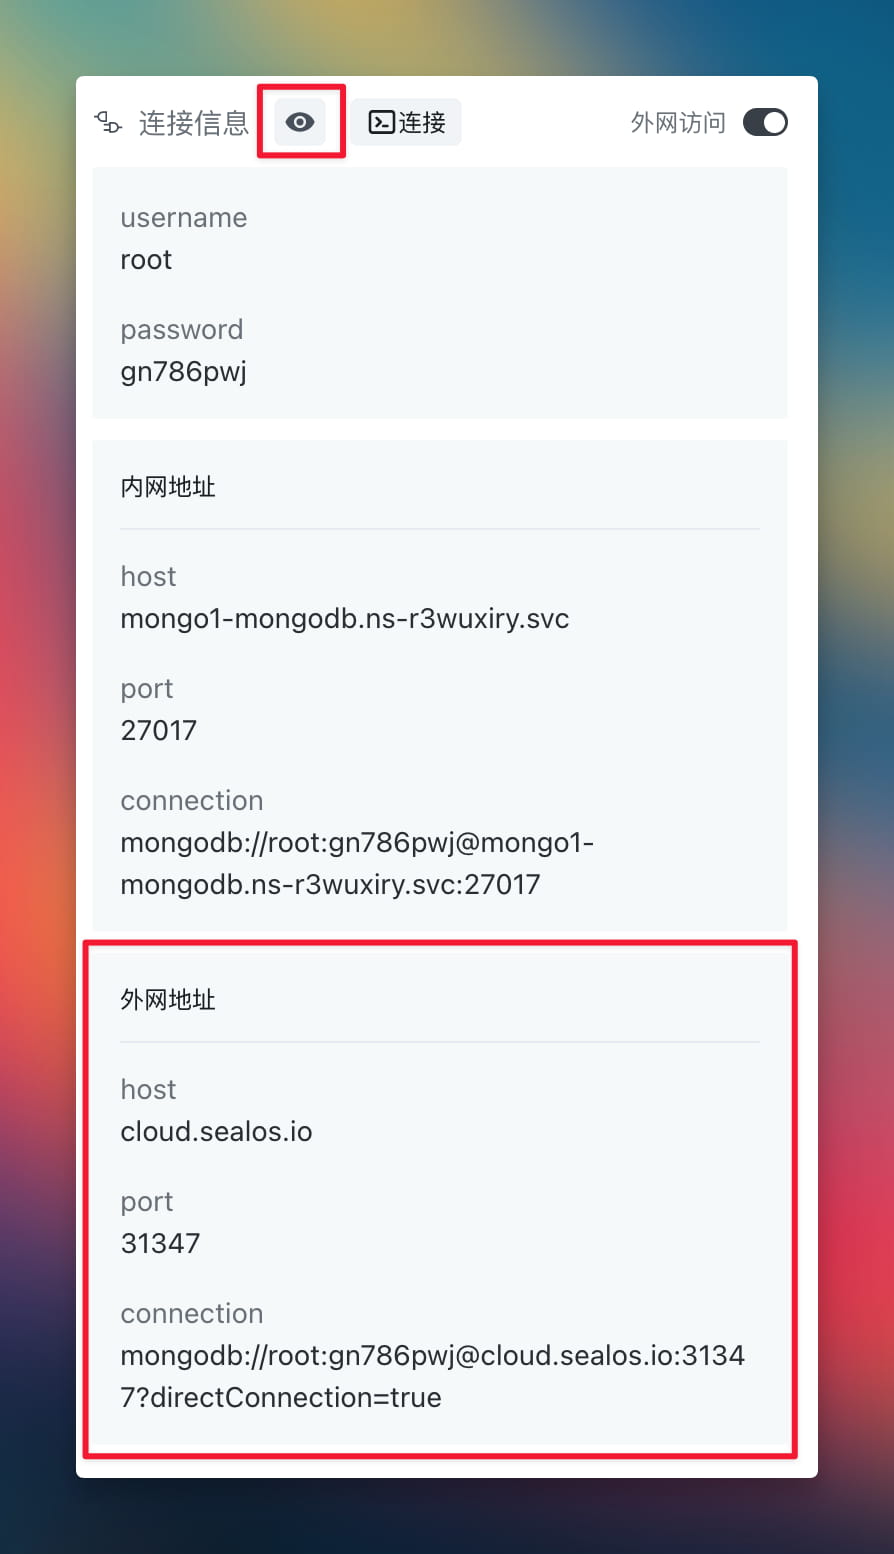 连接信息
连接
外网访问
username
root
password
gn786pwj
内网地址
host
mongo1-mongodb.ns-r3wuxiry.svc
port
27017
connection
mongodb://root:gn786pwj@mongo1-
mongodb.ns-r3wuxiry.svc:27017
外网地址
host
cloud.sealos.io
port
31347
connection
mongodb://root:gn786pwj@cloud.sealos.io:3134
7?directConnection=true